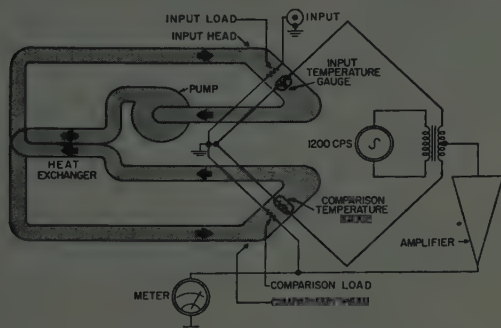 INPUT LOAD
INPUT HEAD
INPUT
PUMP
INPUT
TEMPERATURE
GAUGE
1200 CPS
HEAT
EXCHANGER
COMPARISON
TEMPERATURE
AMPLIFIER
METER
COMPARISON LOAD